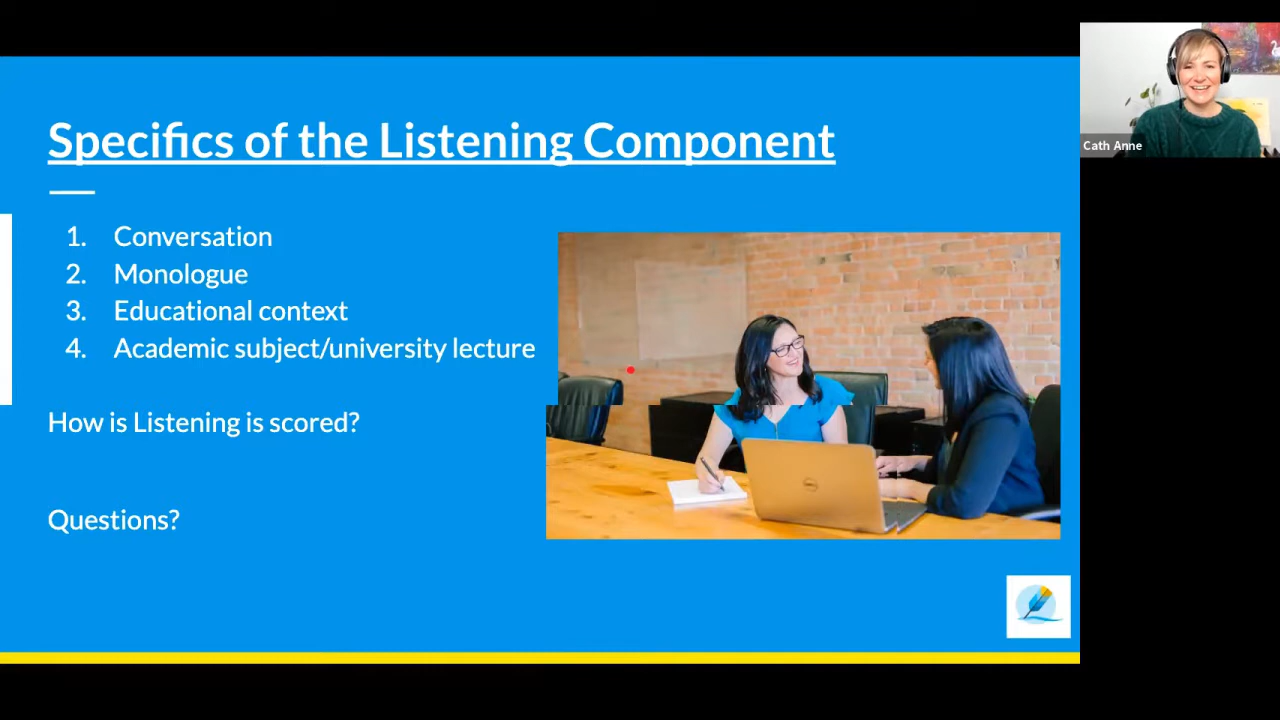 Specifics of the Listening Component
1. Conversation
2. Monologue
3. Educational context
4. Academic subject/university lecture
How is Listening is scored?
Questions?
Cath Anne